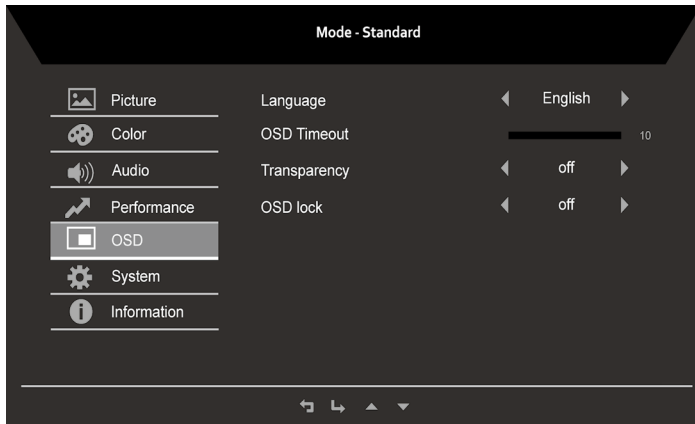 Mode - Standard
Picture
Color
Audio
Performance
OSD
System
Information
Language English
OSD Timeout 10
Transparency off
OSD lock off